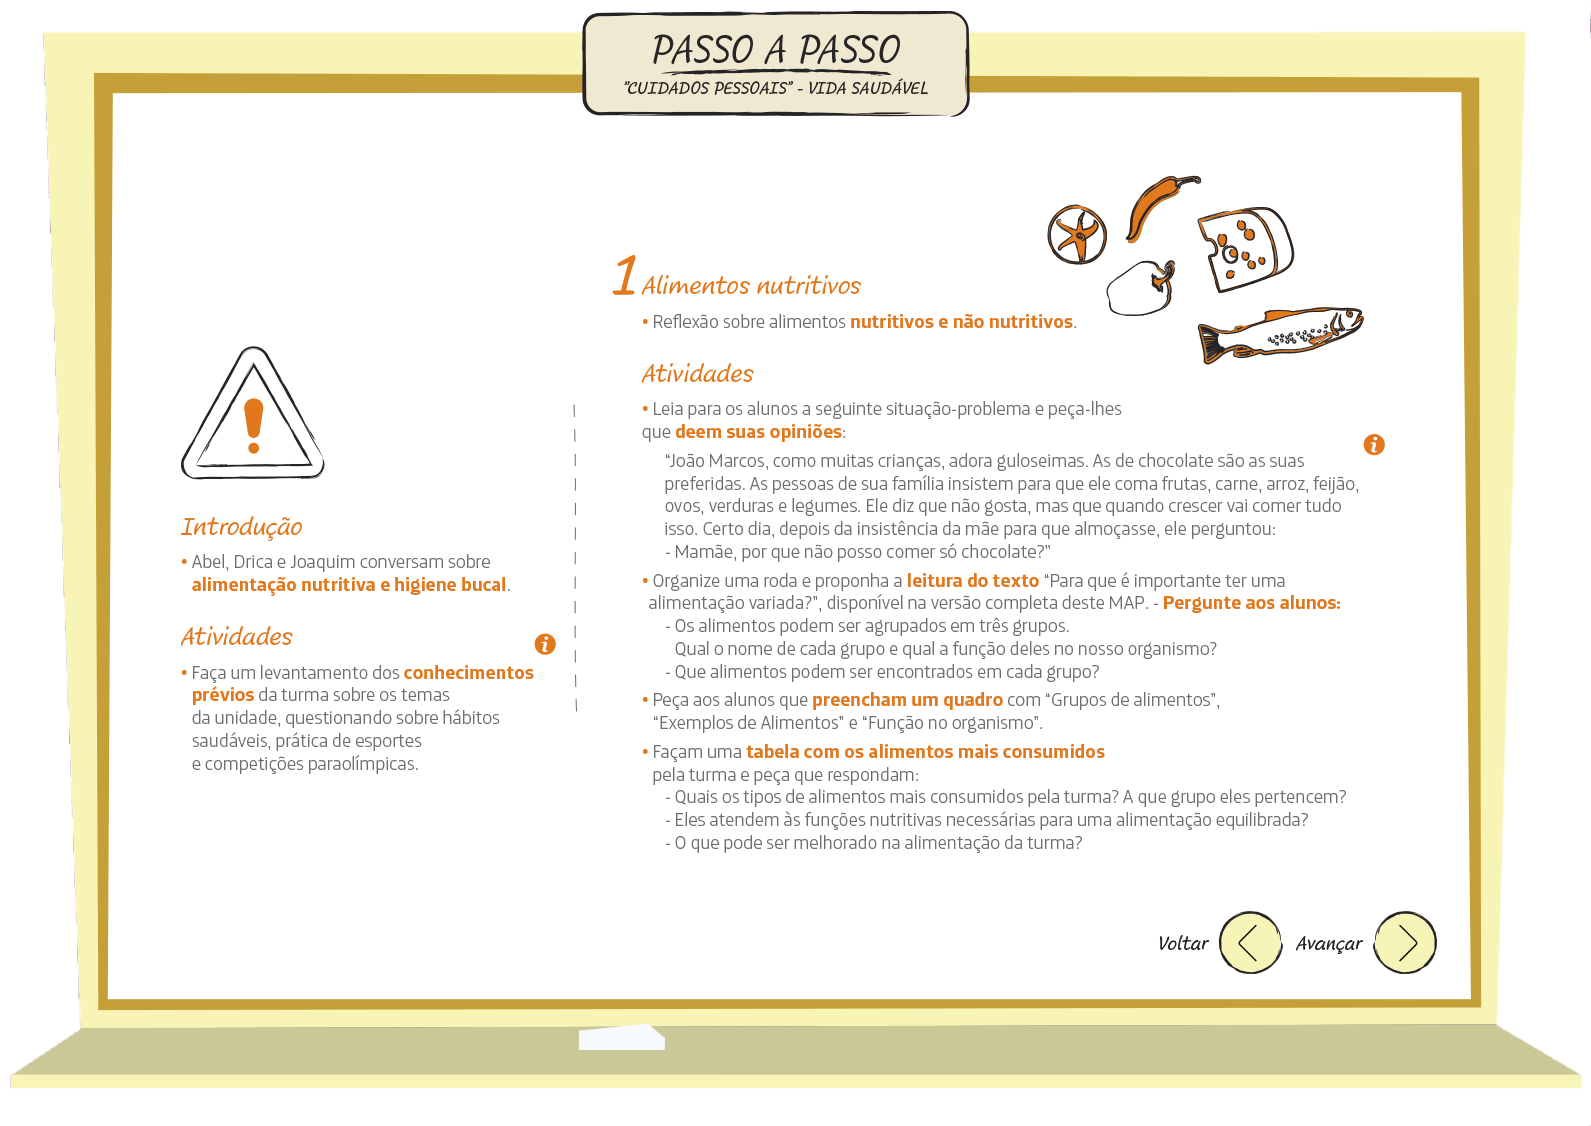 PASSO A PASSO
"CUIDADOS PESSOAIS" - VIDA SAUDÁVEL
Introdução
• Abel, Drica e Joaquim conversam sobre
alimentação nutritiva e higiene bucal.
Atividades
i
• Faça um levantamento dos conhecimentos
prévios da turma sobre os temas
da unidade, questionando sobre hábitos
saudáveis, prática de esportes
e competições paraolímpicas.
1 Alimentos nutritivos
• Reflexão sobre alimentos nutritivos e não nutritivos.
Atividades
• Leia para os alunos a seguinte situação-problema e peça-lhes
que deem suas opiniões:
i
“João Marcos, como muitas crianças, adora guloseimas. As de chocolate são as suas
preferidas. As pessoas de sua família insistem para que ele coma frutas, carne, arroz, feijão,
ovos, verduras e legumes. Ele diz que não gosta, mas que quando crescer vai comer tudo
isso. Certo dia, depois da insistência da mãe para que almoçasse, ele perguntou:
- Mamãe, por que não posso comer só chocolate?”
• Organize uma roda e proponha a leitura do texto “Para que é importante ter uma
alimentação variada?”, disponível na versão completa deste MAP. - Pergunte aos alunos:
- Os alimentos podem ser agrupados em três grupos.
Qual o nome de cada grupo e qual a função deles no nosso organismo?
- Que alimentos podem ser encontrados em cada grupo?
• Peça aos alunos que preencham um quadro com “Grupos de alimentos”,
“Exemplos de Alimentos” e “Função no organismo”.
• Façam uma tabela com os alimentos mais consumidos
pela turma e peça que respondam:
- Quais os tipos de alimentos mais consumidos pela turma? A que grupo eles pertencem?
- Eles atendem às funções nutritivas necessárias para uma alimentação equilibrada?
- O que pode ser melhorado na alimentação da turma?
Voltar
Avançar